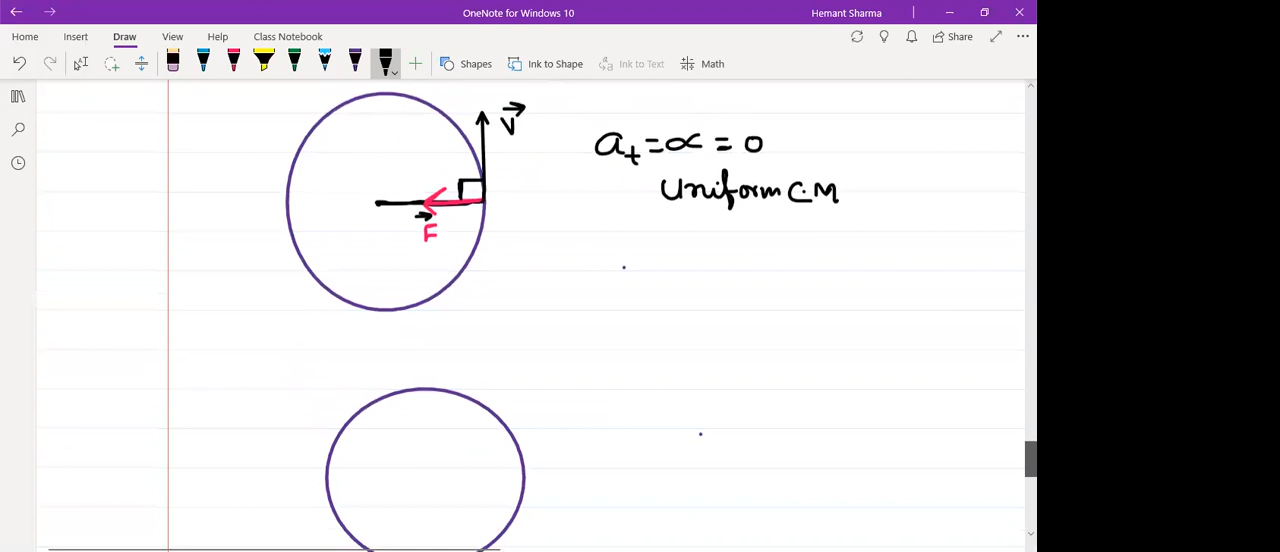 OneNote for Windows 10
Hemant Sharma
Home Insert Draw View Help Class Notebook
Share
Shapes Ink to Shape Ink to Text Math
V
a_t = α = 0
Uniform C.M
F